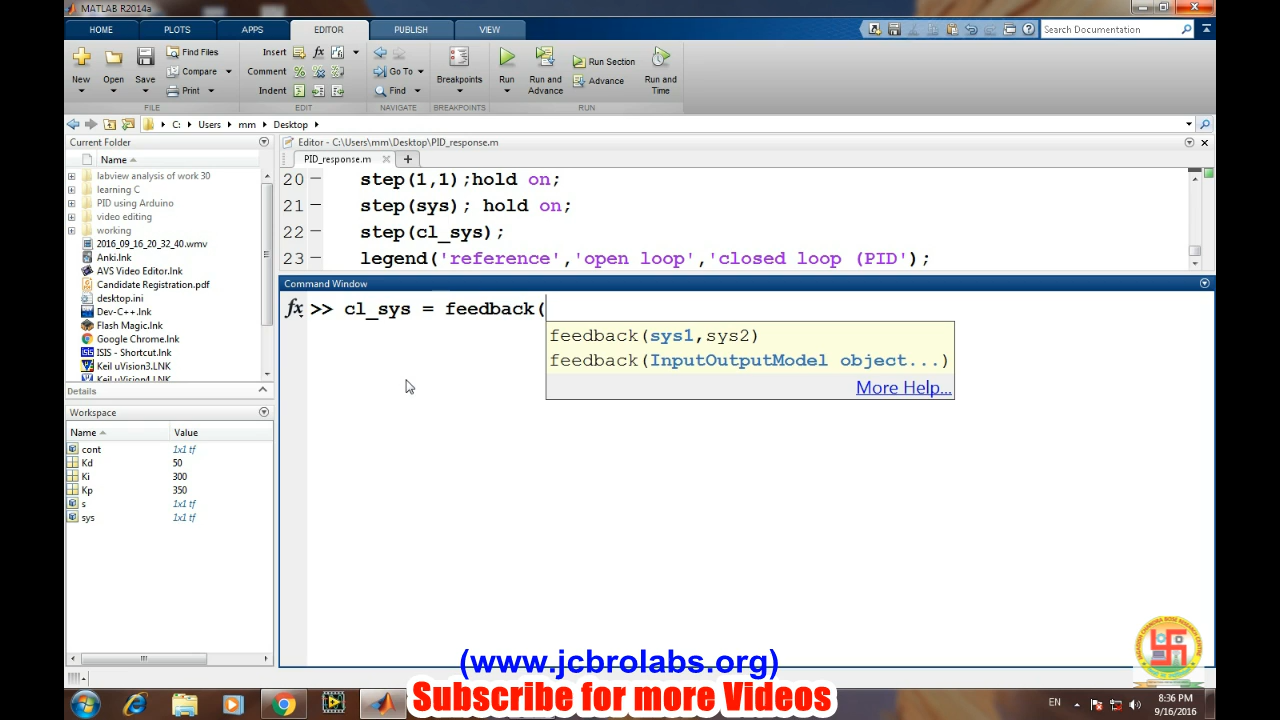 MATLAB R2014a
HOME PLOTS APPS EDITOR PUBLISH VIEW
Search Documentation
New Open Save Find Files Compare Print
Insert Comment Indent
Go To Find
Breakpoints
Run Run and Advance Run Section Advance Run and Time
FILE EDIT NAVIGATE BREAKPOINTS RUN
C: Users mm Desktop
Current Folder
Name
labview analysis of work 30
learning C
PID using Arduino
video editing
working
2016_09_16_20_32_40.wmv
Anki.lnk
AVS Video Editor.lnk
Candidate Registration.pdf
desktop.ini
Dev-C++.lnk
Flash Magic.lnk
Google Chrome.lnk
ISIS - Shortcut.lnk
Keil uVision3.LNK
Keil uVision4.LNK
Details
Workspace
Name Value
cont 1x1 tf
Kd 50
Ki 300
Kp 350
s 1x1 tf
sys 1x1 tf
Editor - C:\Users\mm\Desktop\PID_response.m
PID_response.m
20 – step(1,1);hold on;
21 – step(sys); hold on;
22 – step(cl_sys);
23 – legend('reference','open loop','closed loop (PID');
Command Window
fx >> cl_sys = feedback(
feedback(sys1,sys2)
feedback(InputOutputModel object...)
More Help...
(www.jcbrolabs.org)
Subscribe for more Videos
EN
8:36 PM
9/16/2016